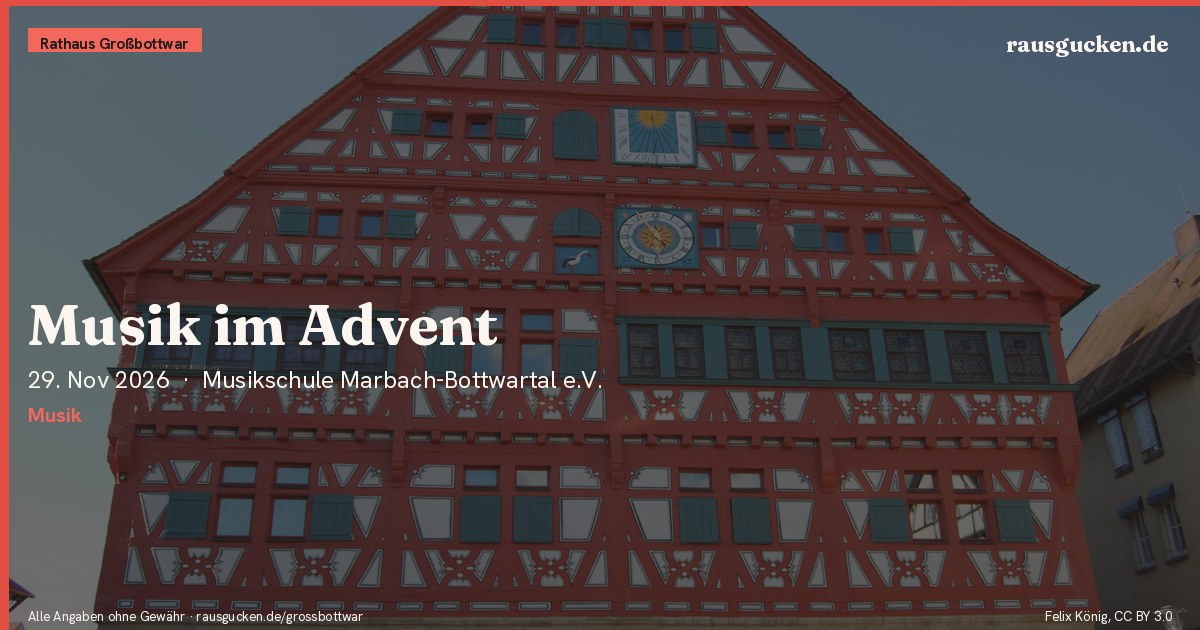 Rathaus Großbottwar
rausgucken.de
Musik im Advent
29. Nov 2026 · Musikschule Marbach-Bottwartal e.V.
Musik
Alle Angaben ohne Gewähr · rausgucken.de/grossbottwar
Felix König, CC BY 3.0